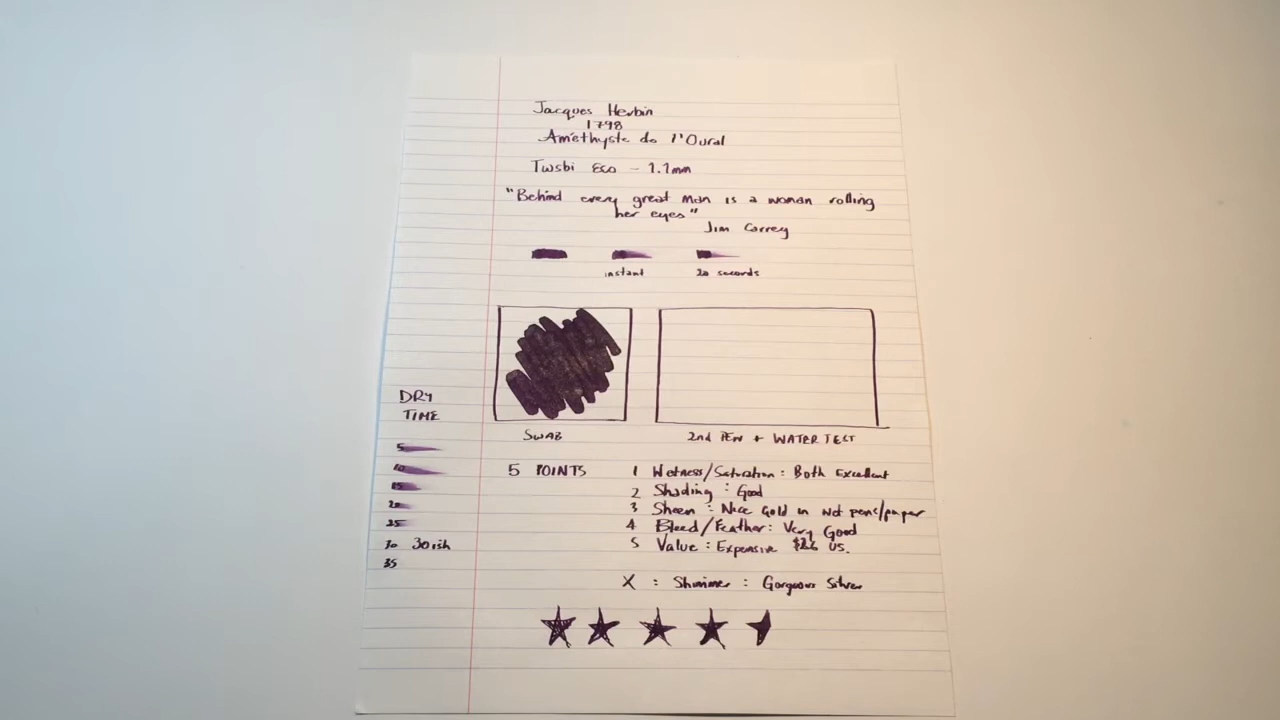 Jacques Herbin
1798
Améthyste de l'Oural
Twsbi Eco - 1.1mm
"Behind every great man is a woman rolling
her eyes"
Jim Carrey
instant
20 seconds
DRY
TIME
5
10
15
20
25
30 30ish
35
SWAB
2nd PEN + WATER TEST
5 POINTS
1 Wetness/Saturation : Both Excellent
2 Shading : Good
3 Sheen : Nice Gold in wet pens/paper
4 Bleed/Feather : Very Good
5 Value : Expensive $26 US.
X : Shimmer : Gorgeous Silver